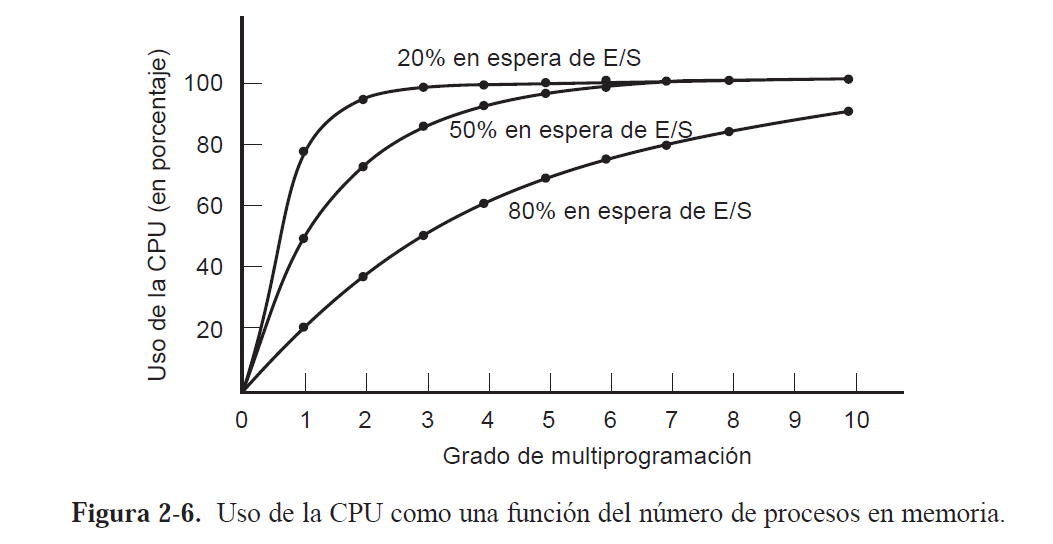 20% en espera de E/S
100
50% en espera de E/S
80
60
80% en espera de E/S
40
20
Uso de la CPU (en porcentaje)
0 1 2 3 4 5 6 7 8 9 10
Grado de multiprogramación
Figura 2-6. Uso de la CPU como una función del número de procesos en memoria.